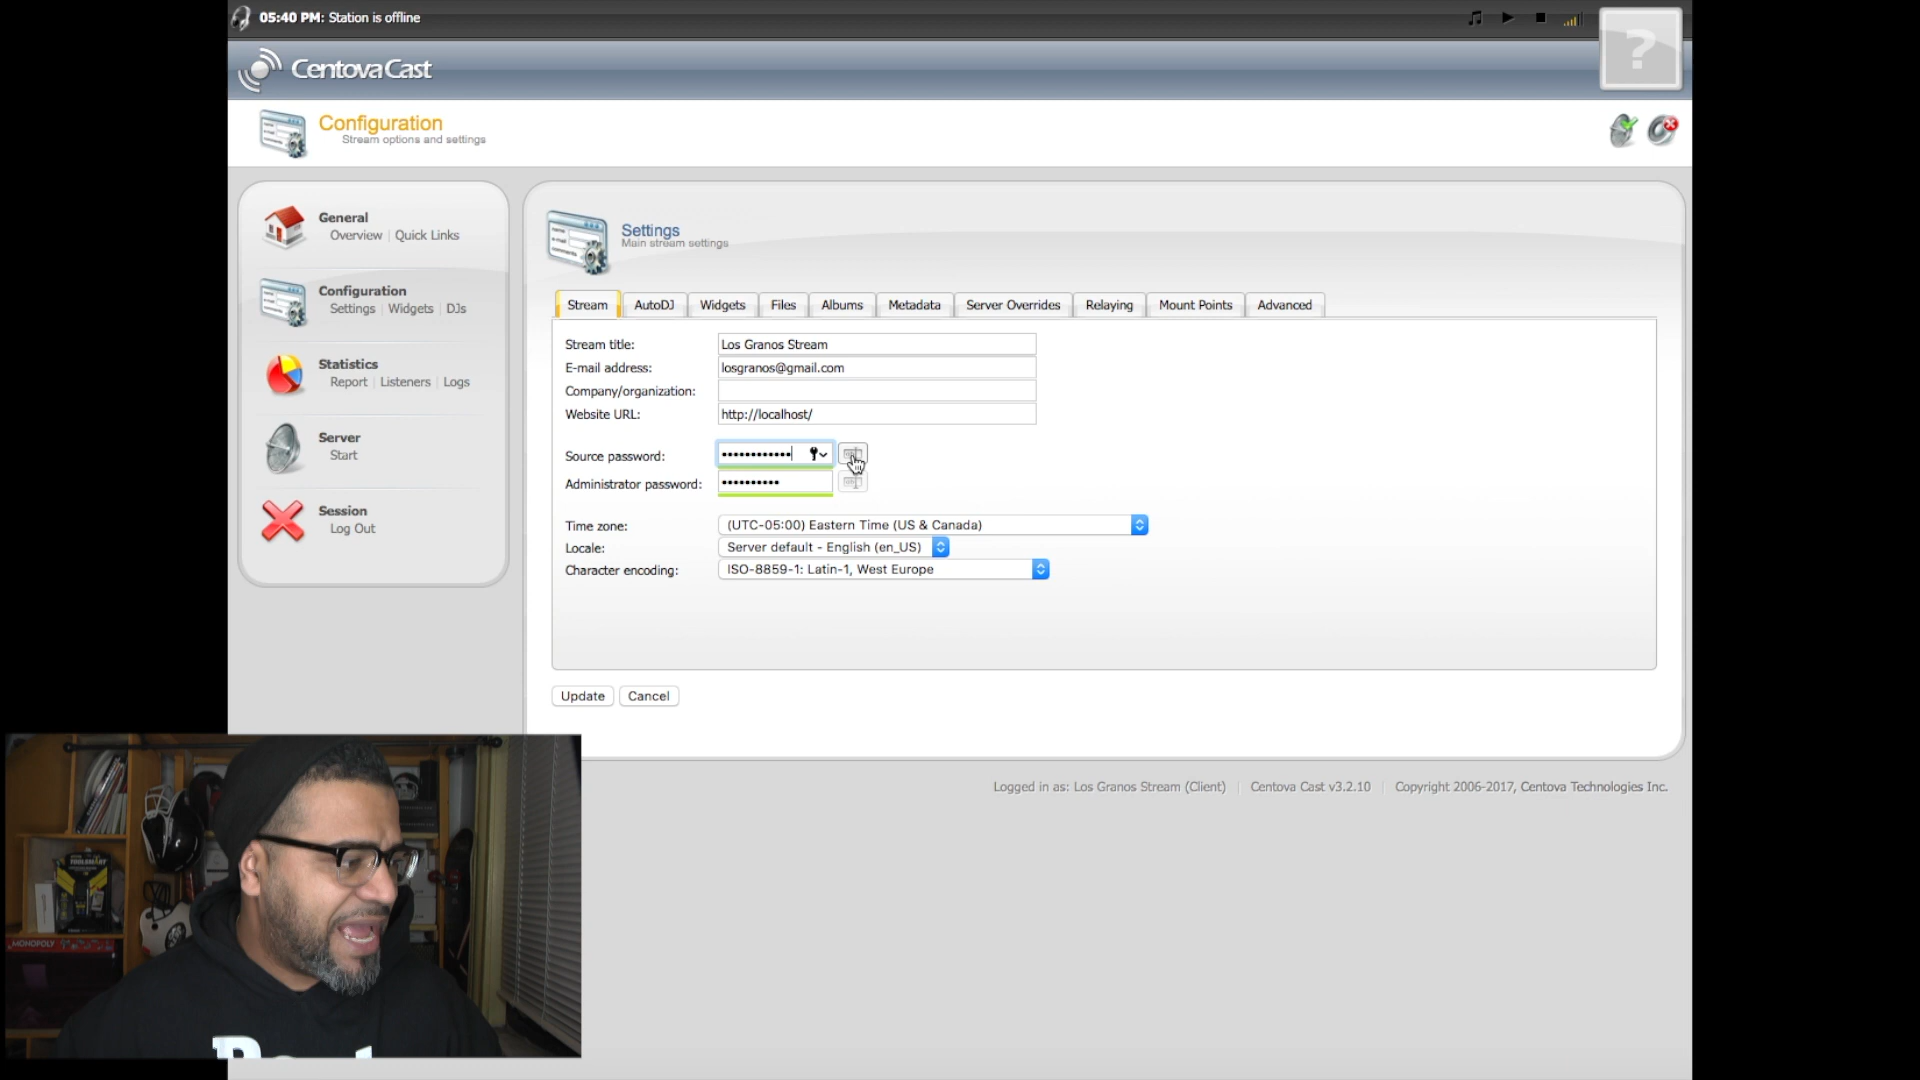 05:40 PM: Station is offline
CentovaCast
?
Configuration
Stream options and settings
General
Overview | Quick Links
Configuration
Settings | Widgets | DJs
Statistics
Report | Listeners | Logs
Server
Start
Session
Log Out
Settings
Main stream settings
Stream AutoDJ Widgets Files Albums Metadata Server Overrides Relaying Mount Points Advanced
Stream title: Los Granos Stream
E-mail address: losgranos@gmail.com
Company/organization:
Website URL: http://localhost/
Source password: ••••••••••••
Administrator password: ••••••••••
Time zone: (UTC-05:00) Eastern Time (US & Canada)
Locale: Server default - English (en_US)
Character encoding: ISO-8859-1: Latin-1, West Europe
Update Cancel
Logged in as: Los Granos Stream (Client) | Centova Cast v3.2.10 | Copyright 2006-2017, Centova Technologies Inc.
MONOPOLY